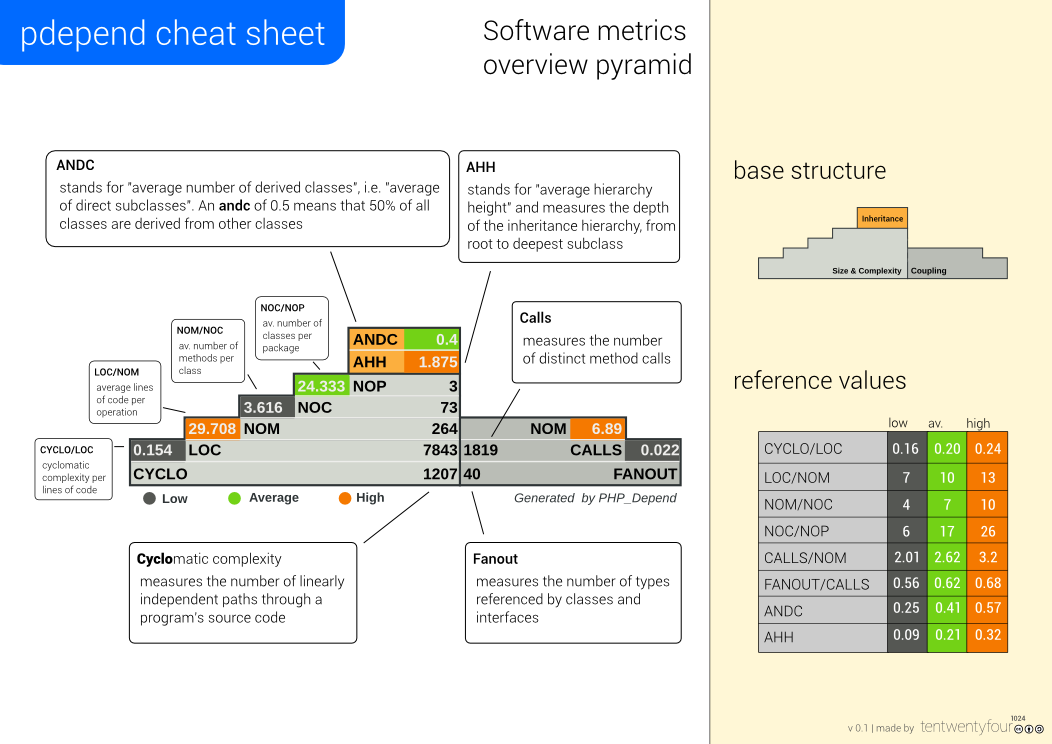 pdepend cheat sheet
Software metrics
overview pyramid
ANDC
stands for "average number of derived classes", i.e. "average
of direct subclasses". An andc of 0.5 means that 50% of all
classes are derived from other classes
AHH
stands for "average hierarchy
height" and measures the depth
of the inheritance hierarchy, from
root to deepest subclass
NOC/NOP
av. number of
classes per
package
NOM/NOC
av. number of
methods per
class
LOC/NOM
average lines
of code per
operation
CYCLO/LOC
cyclomatic
complexity per
lines of code
Calls
measures the number
of distinct method calls
ANDC 0.4
AHH 1.875
24.333 NOP 3
3.616 NOC 73
29.708 NOM 264 NOM 6.89
0.154 LOC 7843 1819 CALLS 0.022
CYCLO 1207 40 FANOUT
Low Average High Generated by PHP_Depend
Cyclomatic complexity
measures the number of linearly
independent paths through a
program's source code
Fanout
measures the number of types
referenced by classes and
interfaces
base structure
Inheritance
Size & Complexity Coupling
reference values
low av. high
CYCLO/LOC 0.16 0.20 0.24
LOC/NOM 7 10 13
NOM/NOC 4 7 10
NOC/NOP 6 17 26
CALLS/NOM 2.01 2.62 3.2
FANOUT/CALLS 0.56 0.62 0.68
ANDC 0.25 0.41 0.57
AHH 0.09 0.21 0.32
v 0.1 | made by tentwentyfour 1024